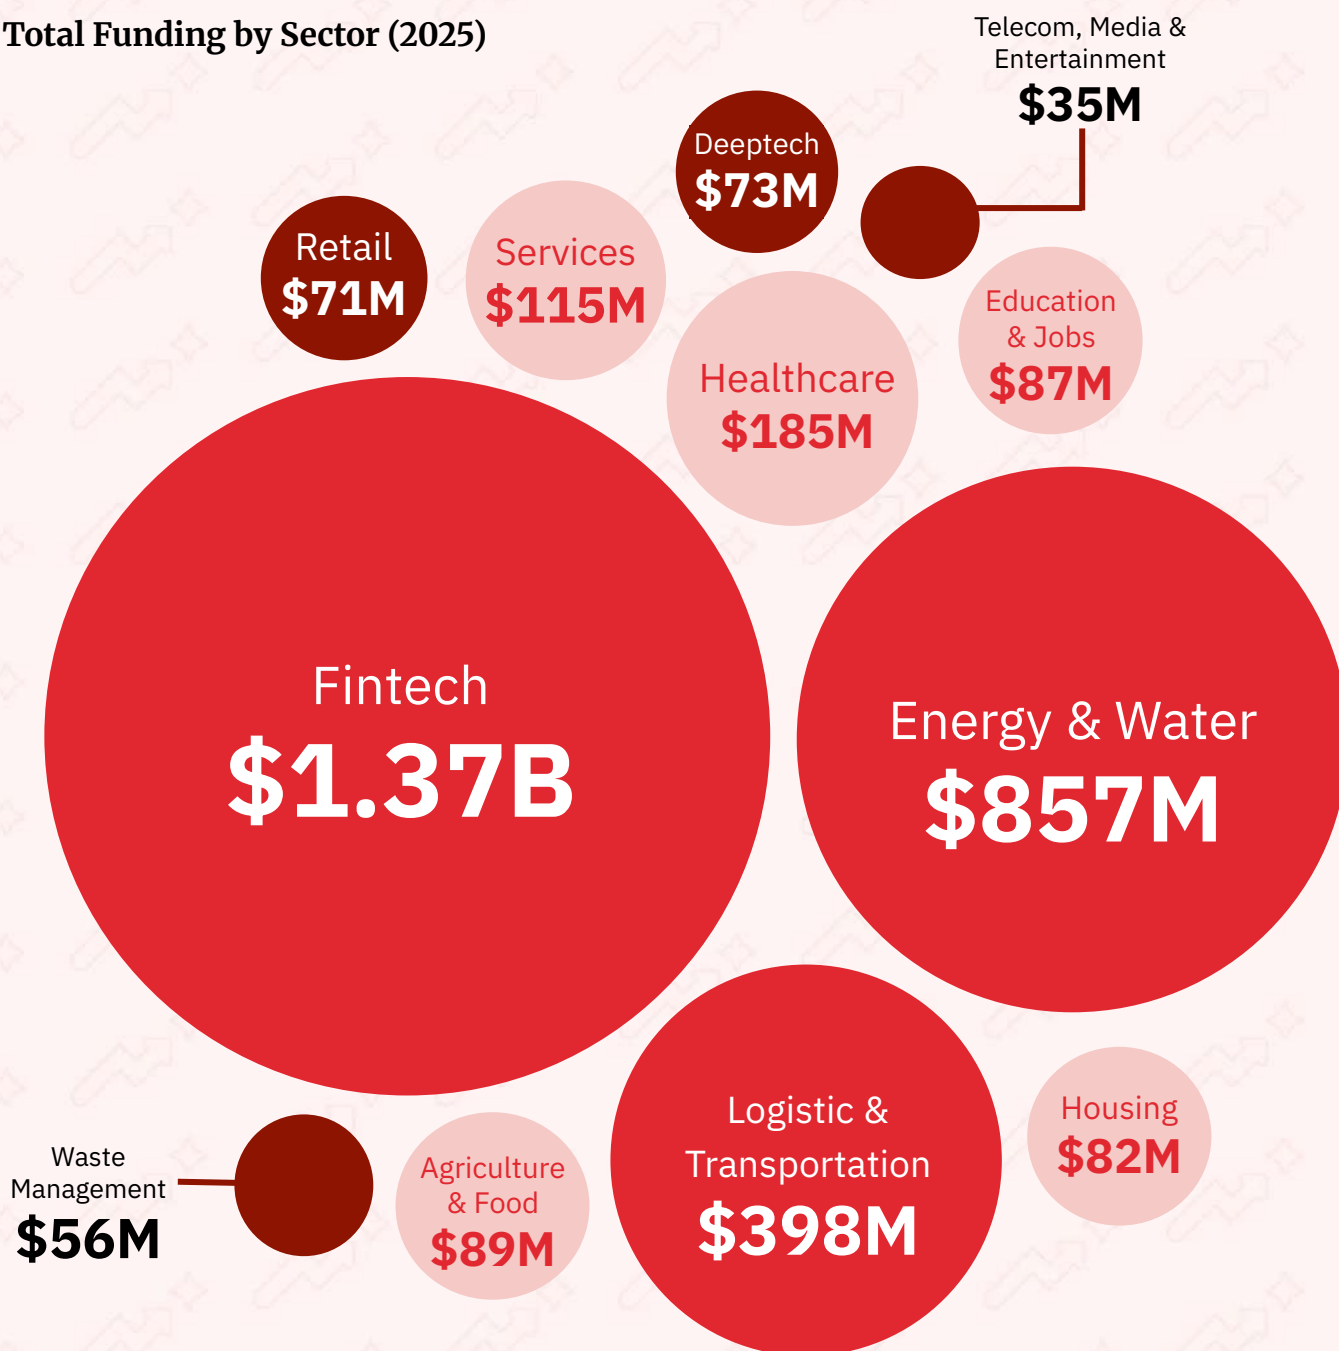 Total Funding by Sector (2025)
Telecom, Media &
Entertainment
$35M
Deeptech
$73M
Retail
$71M
Services
$115M
Education
& Jobs
$87M
Healthcare
$185M
Fintech
$1.37B
Energy & Water
$857M
Logistic &
Transportation
$398M
Housing
$82M
Waste
Management
$56M
Agriculture
& Food
$89M